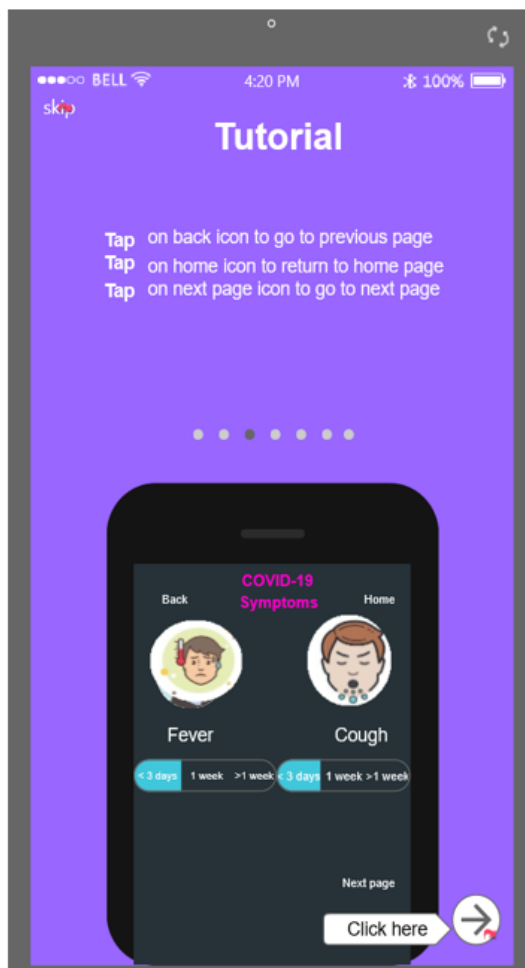 BELL 4:20 PM 100%
skip
Tutorial
Tap on back icon to go to previous page
Tap on home icon to return to home page
Tap on next page icon to go to next page
COVID-19
Back Symptoms Home
Fever Cough
< 3 days 1 week >1 week < 3 days 1 week >1 week
Next page
Click here